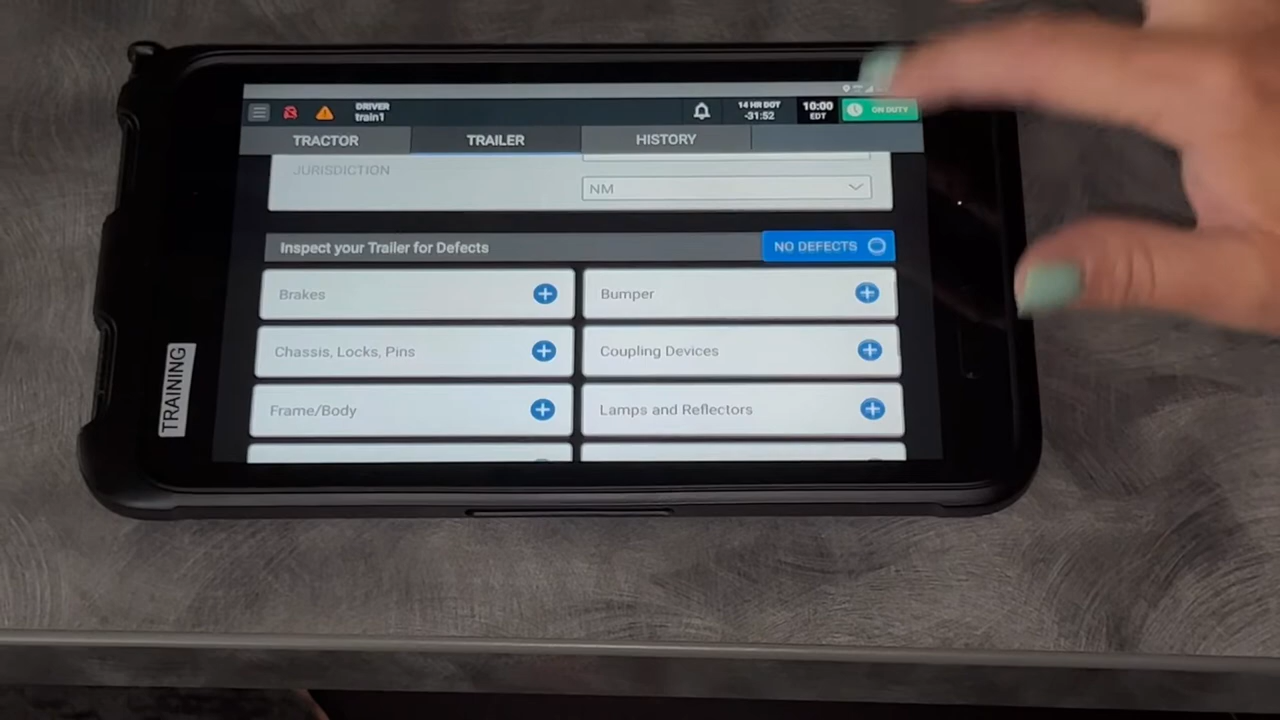 DRIVER
train1
14 HR DOT
-31:52
10:00
EDT
ON DUTY
TRACTOR
TRAILER
HISTORY
JURISDICTION
NM
Inspect your Trailer for Defects
NO DEFECTS
Brakes
Bumper
Chassis, Locks, Pins
Coupling Devices
Frame/Body
Lamps and Reflectors
TRAINING